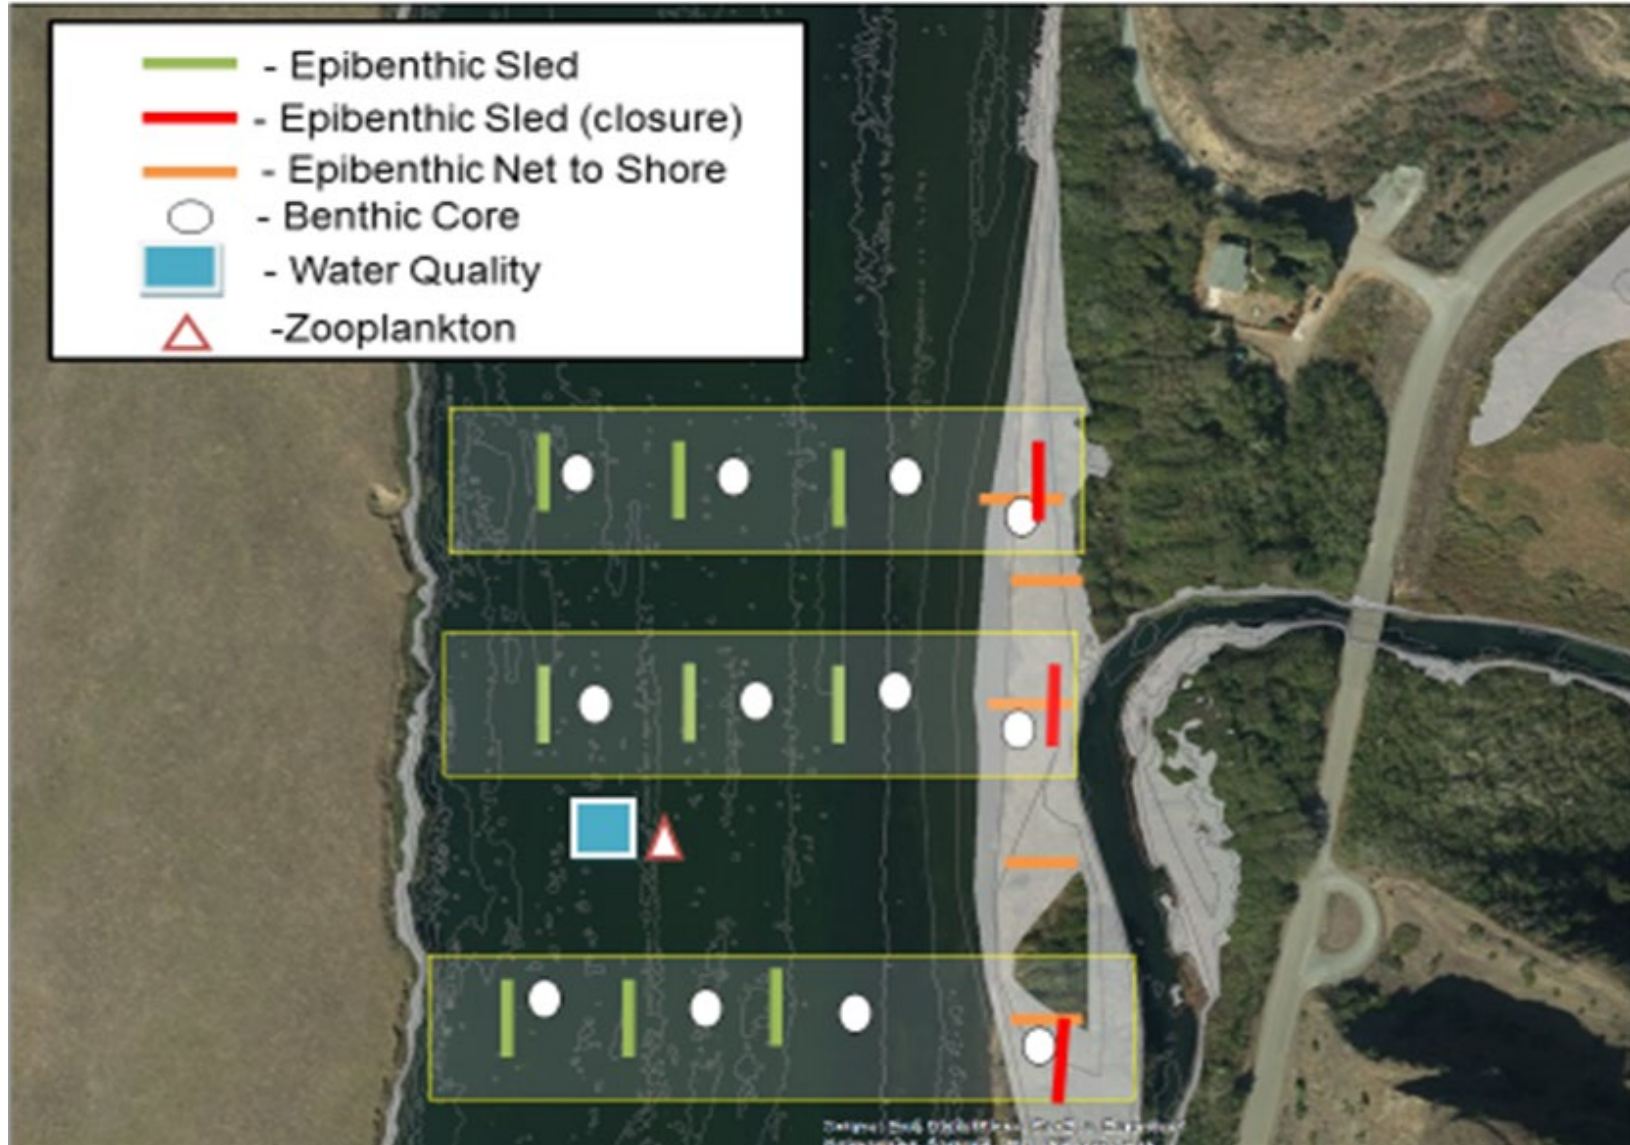 - Epibenthic Sled
- Epibenthic Sled (closure)
- Epibenthic Net to Shore
- Benthic Core
- Water Quality
-Zooplankton